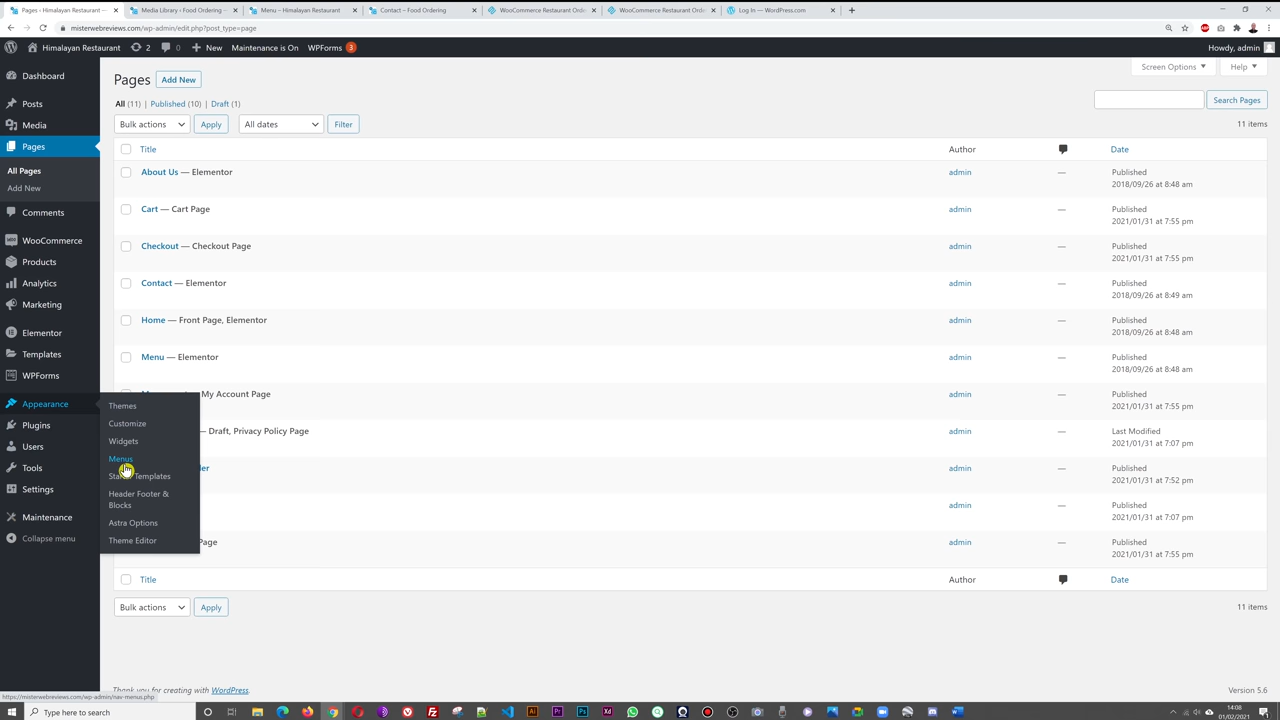 Pages ‹ Himalayan Restaurant —
Media Library ‹ Food Ordering —
Menu – Himalayan Restaurant
Contact – Food Ordering
WooCommerce Restaurant Orde
WooCommerce Restaurant Orde
Log In — WordPress.com
misterwebreviews.com/wp-admin/edit.php?post_type=page
Himalayan Restaurant
2
0
New
Maintenance is On
WPForms 3
Howdy, admin
Dashboard
Posts
Media
Pages
All Pages
Add New
Comments
WooCommerce
Products
Analytics
Marketing
Elementor
Templates
WPForms
Appearance
Plugins
Users
Tools
Settings
Maintenance
Collapse menu
Themes
Customize
Widgets
Menus
Templates
Header Footer &
Blocks
Astra Options
Theme Editor
Pages Add New
Screen Options
Help
All (11) | Published (10) | Draft (1)
Search Pages
Bulk actions Apply All dates Filter
11 items
Title Author Date
About Us — Elementor admin — Published
2018/09/26 at 8:48 am
Cart — Cart Page admin — Published
2021/01/31 at 7:55 pm
Checkout — Checkout Page admin — Published
2021/01/31 at 7:55 pm
Contact — Elementor admin — Published
2018/09/26 at 8:49 am
Home — Front Page, Elementor admin — Published
2018/09/26 at 8:48 am
Menu — Elementor admin — Published
2018/09/26 at 8:48 am
My Account Page admin — Published
2021/01/31 at 7:55 pm
— Draft, Privacy Policy Page admin — Last Modified
2021/01/31 at 7:07 pm
admin — Published
2021/01/31 at 7:52 pm
admin — Published
2021/01/31 at 7:07 pm
Page admin — Published
2021/01/31 at 7:55 pm
Title Author Date
Bulk actions Apply
11 items
Thank you for creating with WordPress.
Version 5.6
https://misterwebreviews.com/wp-admin/nav-menus.php
Type here to search
14:08
01/02/2021